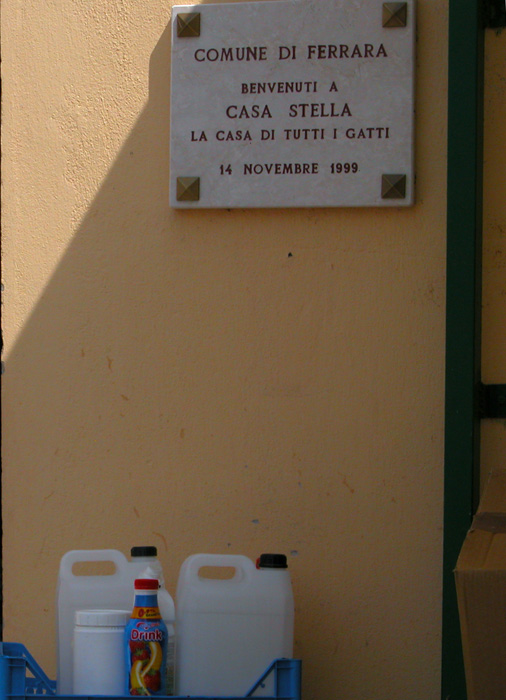 COMUNE DI FERRARA
BENVENUTI A
CASA STELLA
LA CASA DI TUTTI I GATTI
14 NOVEMBRE 1999
Drink